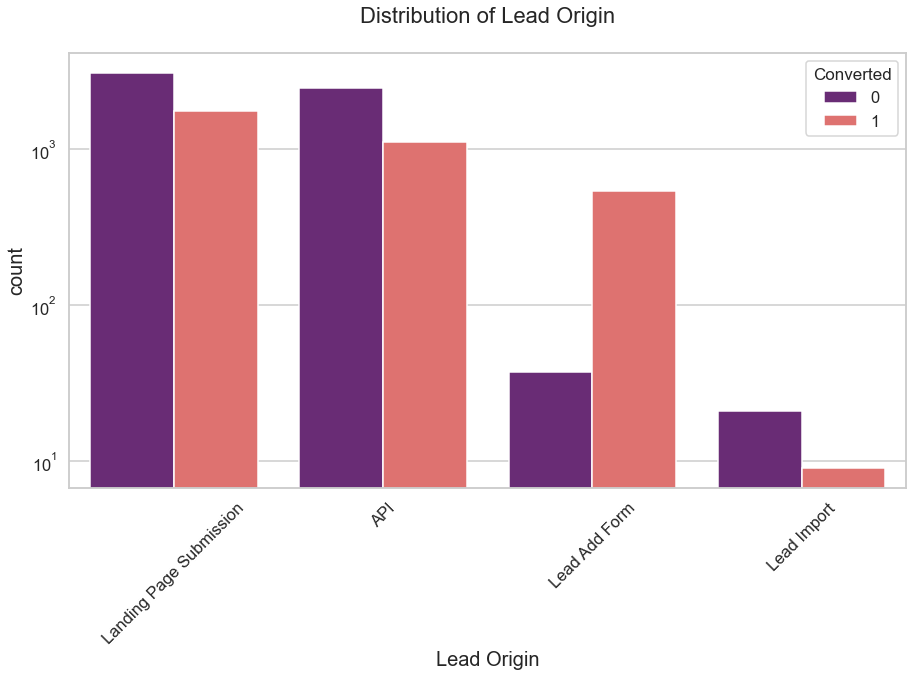 Distribution of Lead Origin
Converted
0
1
10³
10²
10¹
count
Landing Page Submission
API
Lead Add Form
Lead Import
Lead Origin